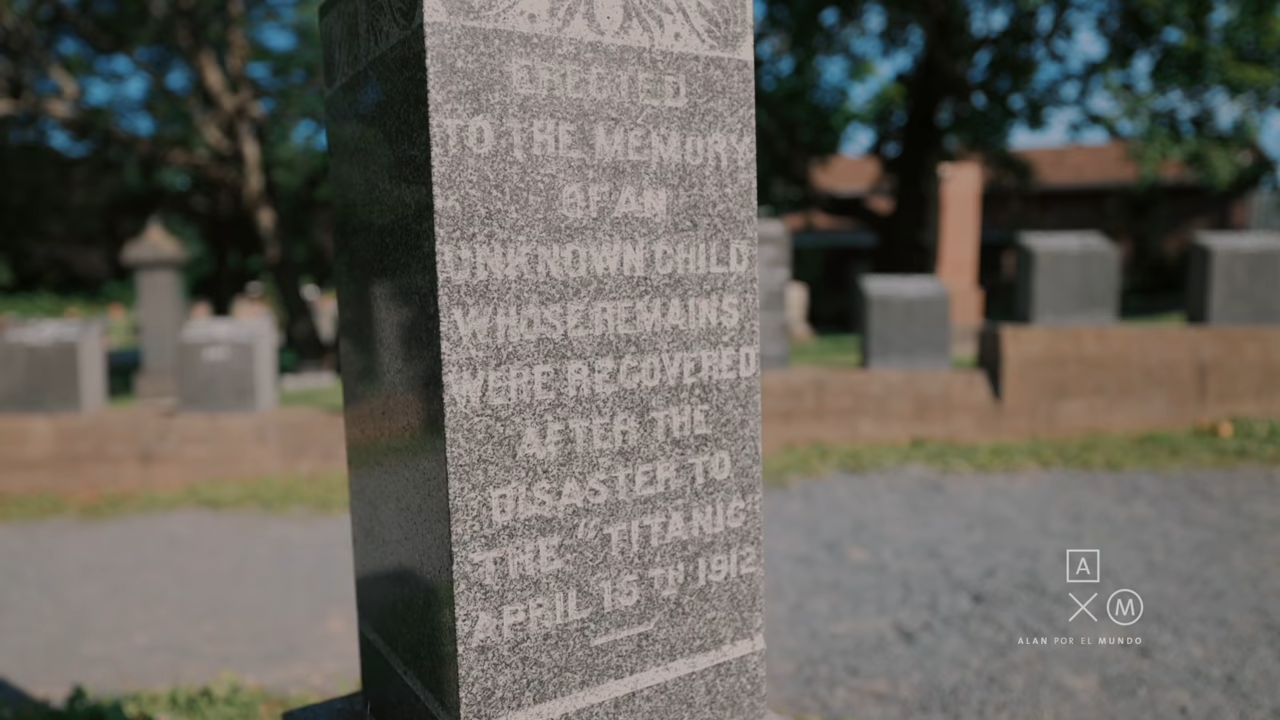 ERECTED
TO THE MEMORY
OF AN
UNKNOWN CHILD
WHOSE REMAINS
WERE RECOVERED
AFTER THE
DISASTER TO
THE "TITANIC"
APRIL 15TH 1912
A
X M
ALAN POR EL MUNDO